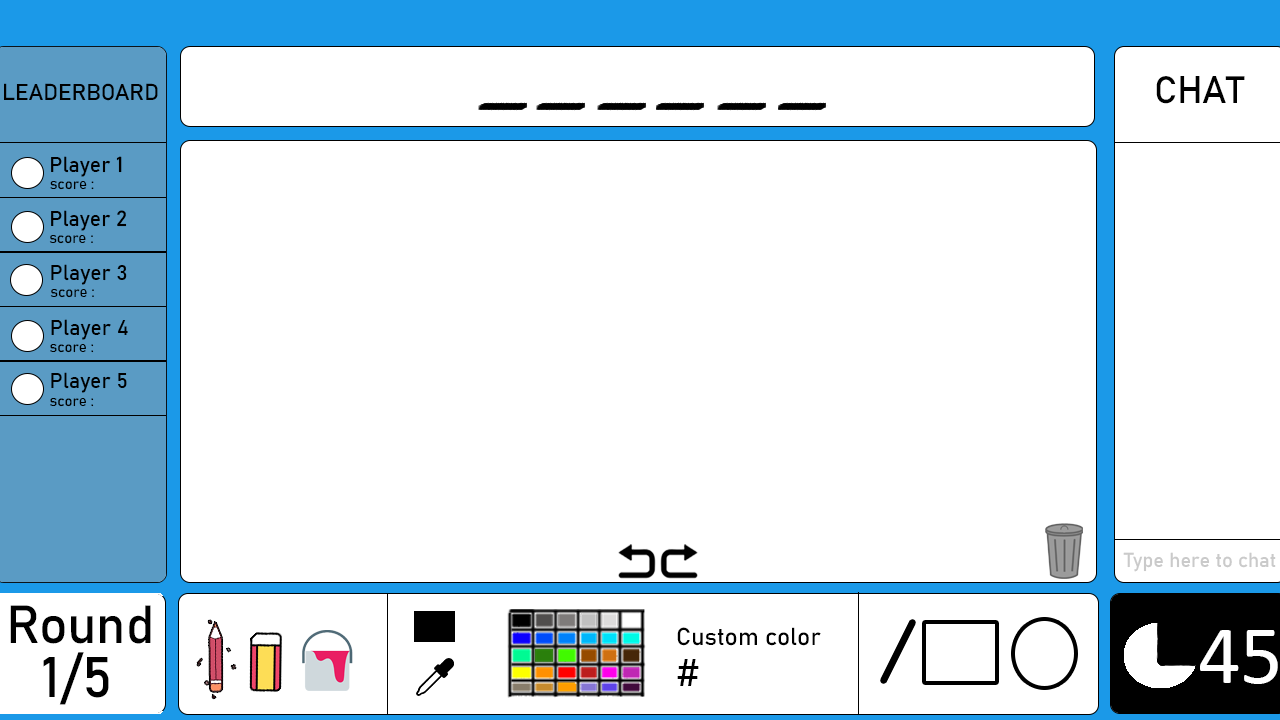 LEADERBOARD
Player 1
score :
Player 2
score :
Player 3
score :
Player 4
score :
Player 5
score :
_ _ _ _ _ _
CHAT
Type here to chat
Round
1/5
Custom color
#
45